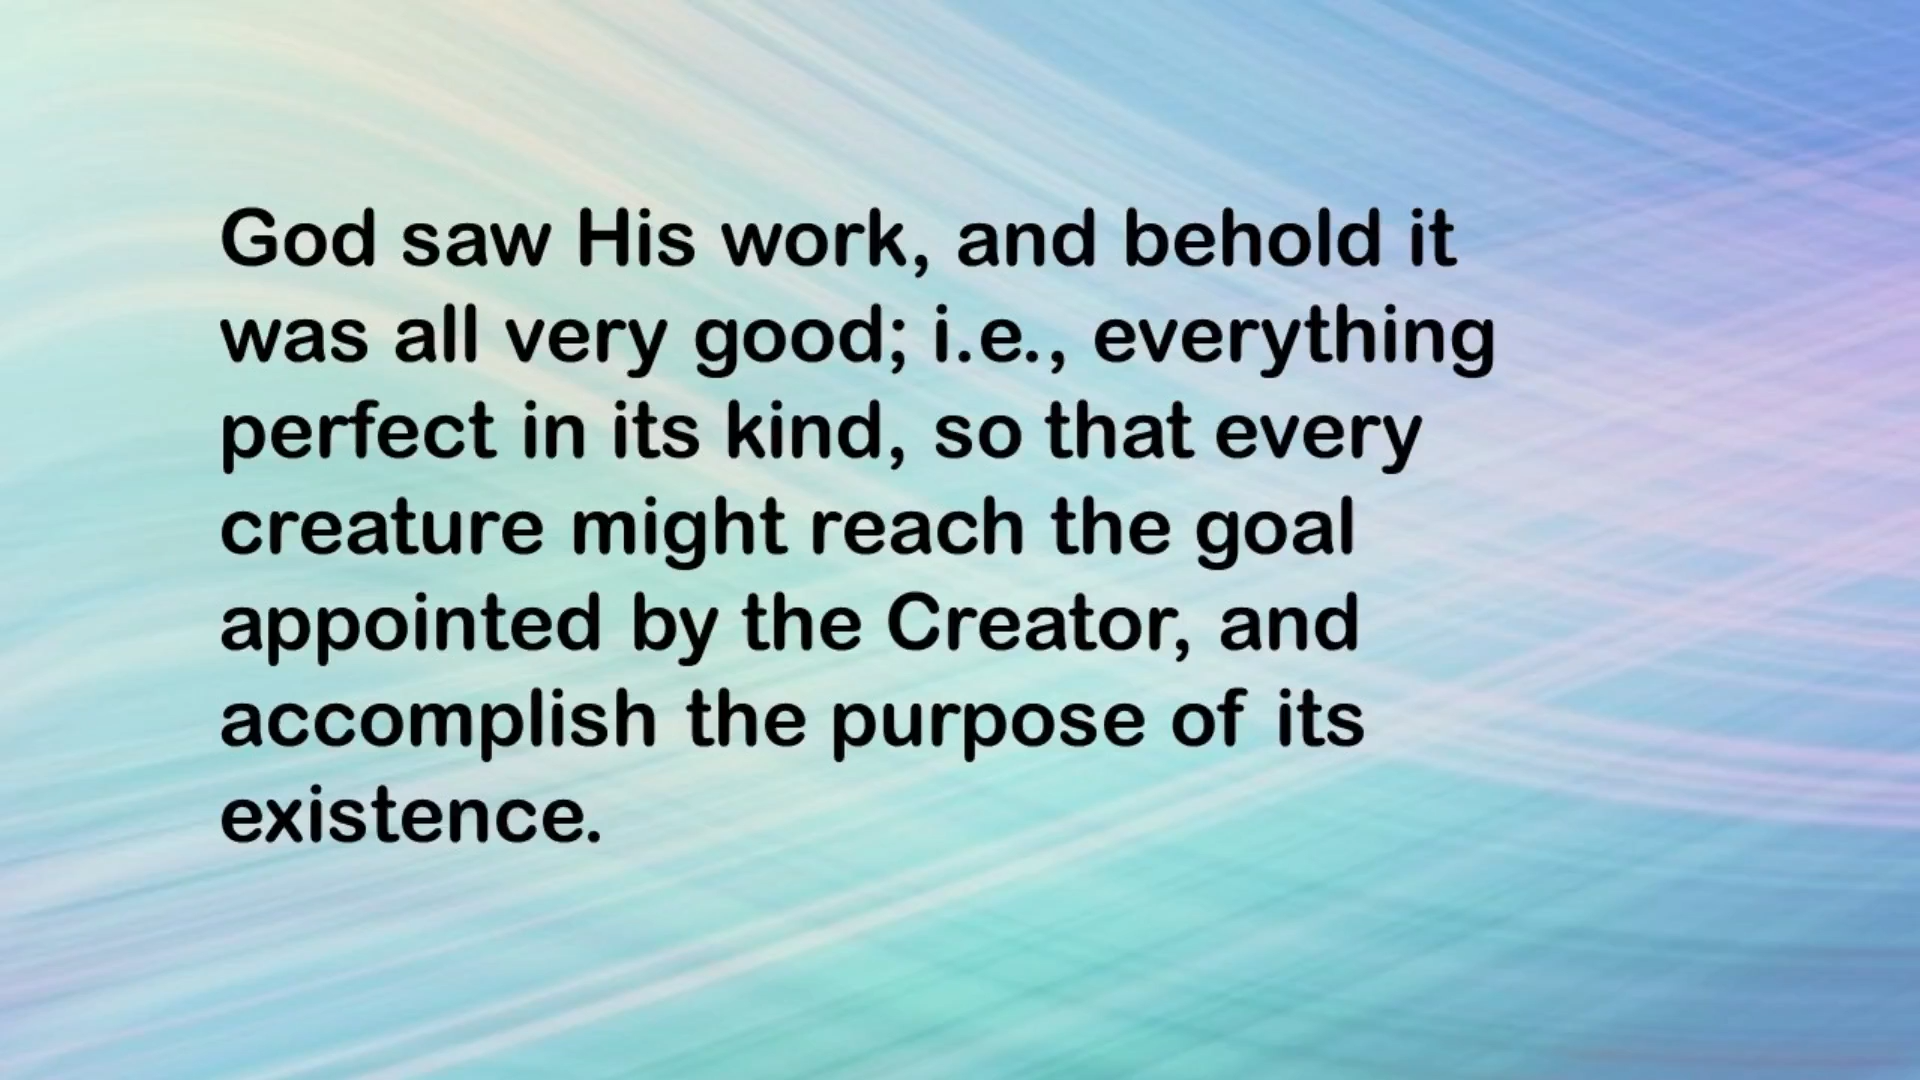 God saw His work, and behold it
was all very good; i.e., everything
perfect in its kind, so that every
creature might reach the goal
appointed by the Creator, and
accomplish the purpose of its
existence.